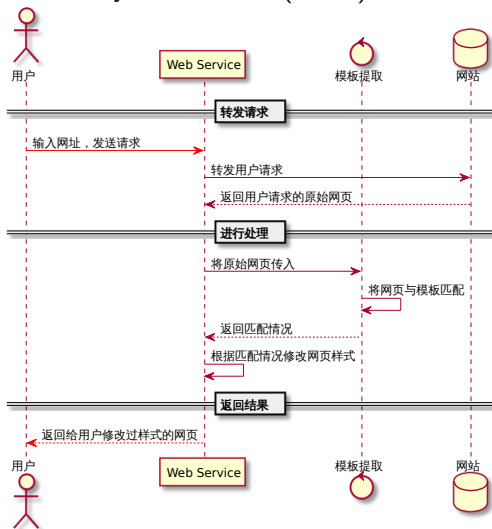 用户
Web Service
模板提取
网站
转发请求
输入网址，发送请求
转发用户请求
返回用户请求的原始网页
进行处理
将原始网页传入
将网页与模板匹配
返回匹配情况
根据匹配情况修改网页样式
返回结果
返回给用户修改过样式的网页
用户
Web Service
模板提取
网站